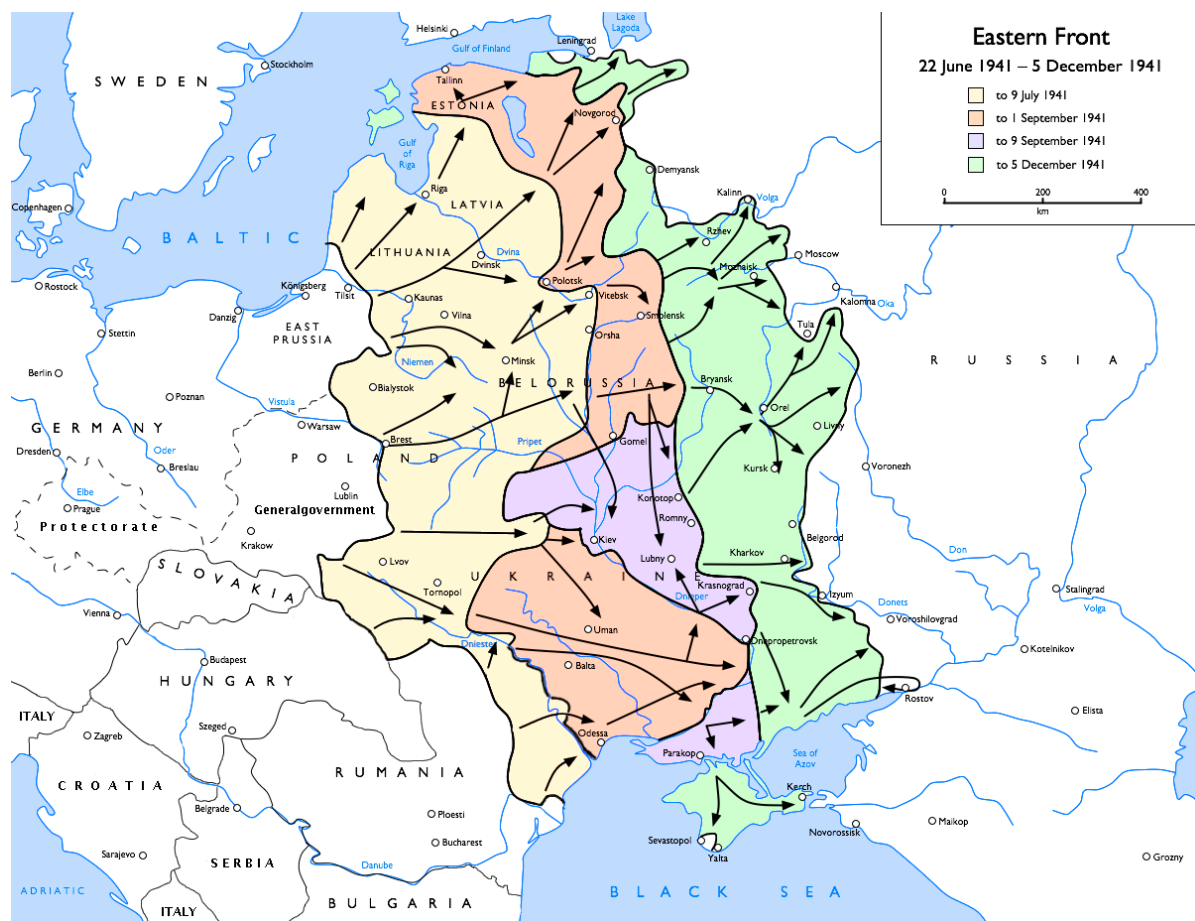 Eastern Front
22 June 1941 – 5 December 1941
to 9 July 1941
to 1 September 1941
to 9 September 1941
to 5 December 1941
0 200 400
km
Lake
Lagoda
Helsinki
Leningrad
Gulf of Finland
Stockholm
SWEDEN
Tallinn
ESTONIA
Novgorod
Gulf
of
Riga
Demyansk
Riga
LATVIA
Kalinn
Volga
Copenhagen
BALTIC
Rzhev
LITHUANIA
Dvina
Dvinsk
Moscow
Mozhaisk
Polotsk
Rostock
Königsberg
Tilsit
Kaunas
Vitebsk
Kalomna
Oka
Danzig
Vilna
Smolensk
Stettin
EAST
PRUSSIA
Orsha
Tula
Niemen
Minsk
RUSSIA
Berlin
Bialystok
BELORUSSIA
Bryansk
Poznan
Vistula
Orel
GERMANY
Warsaw
Brest
Pripet
Gomel
Livny
Dresden
Oder
Breslau
POLAND
Kursk
Voronezh
Elbe
Prague
Lublin
Generalgovernment
Konotop
Protectorate
Romny
Krakow
Kiev
Belgorod
Lvov
Lubny
Kharkov
Don
SLOVAKIA
Tornopol
UKRAINE
Krasnograd
Dneiper
Izyum
Donets
Stalingrad
Volga
Vienna
Voroshilovgrad
Uman
Dniester
Dnepropetrovsk
Kotelnikov
Budapest
Balta
HUNGARY
Rostov
ITALY
Szeged
Elista
Zagreb
Odessa
Parakop
Sea of
Azov
RUMANIA
CROATIA
Kerch
Belgrade
Ploesti
Novorossisk
Maikop
Bucharest
Sevastopol
Yalta
Sarajevo
SERBIA
Danube
Grozny
ADRIATIC
BLACK SEA
BULGARIA
ITALY